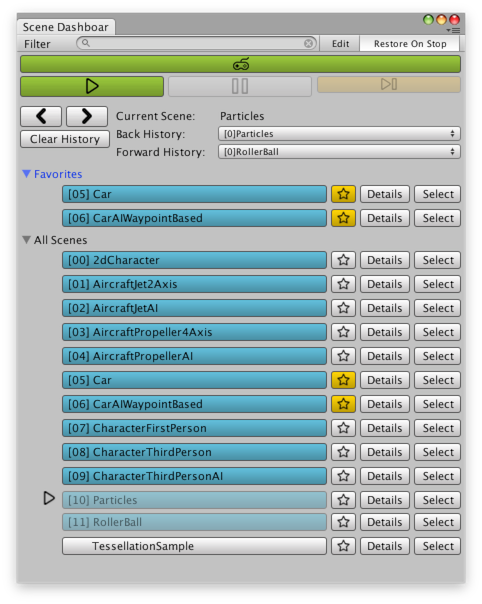 Scene Dashboar
Filter Edit Restore On Stop
Current Scene: Particles
Clear History Back History: [0]Particles
Forward History: [0]RollerBall
Favorites
[05] Car Details Select
[06] CarAIWaypointBased Details Select
All Scenes
[00] 2dCharacter Details Select
[01] AircraftJet2Axis Details Select
[02] AircraftJetAI Details Select
[03] AircraftPropeller4Axis Details Select
[04] AircraftPropellerAI Details Select
[05] Car Details Select
[06] CarAIWaypointBased Details Select
[07] CharacterFirstPerson Details Select
[08] CharacterThirdPerson Details Select
[09] CharacterThirdPersonAI Details Select
[10] Particles Details Select
[11] RollerBall Details Select
TessellationSample Details Select